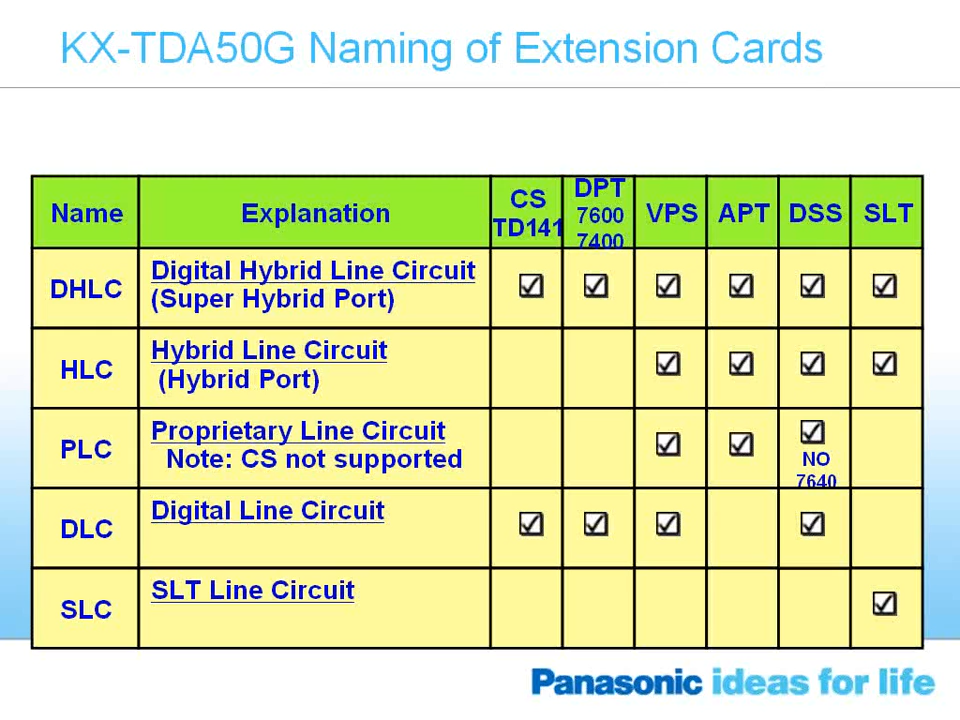 KX-TDA50G Naming of Extension Cards
Name
Explanation
CS
TD141
DPT
7600
7400
VPS
APT
DSS
SLT
DHLC
Digital Hybrid Line Circuit
(Super Hybrid Port)
HLC
Hybrid Line Circuit
(Hybrid Port)
PLC
Proprietary Line Circuit
Note: CS not supported
NO
7640
DLC
Digital Line Circuit
SLC
SLT Line Circuit
Panasonic ideas for life